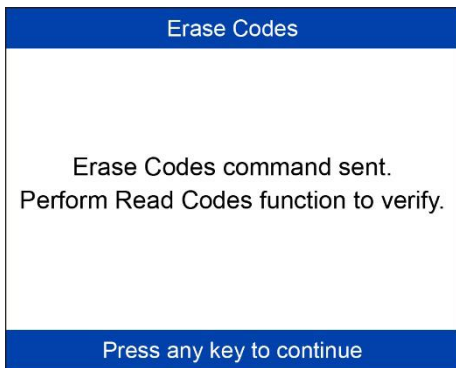 Erase Codes
Erase Codes command sent.
Perform Read Codes function to verify.
Press any key to continue